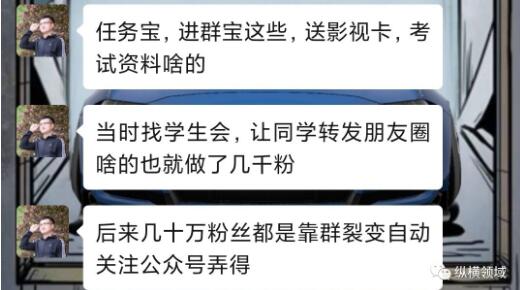 任务宝，进群宝这些，送影视卡，考
试资料啥的
当时找学生会，让同学转发朋友圈
啥的也就做了几千粉
后来几十万粉丝都是靠群裂变自动
关注公众号弄得
纵横领域